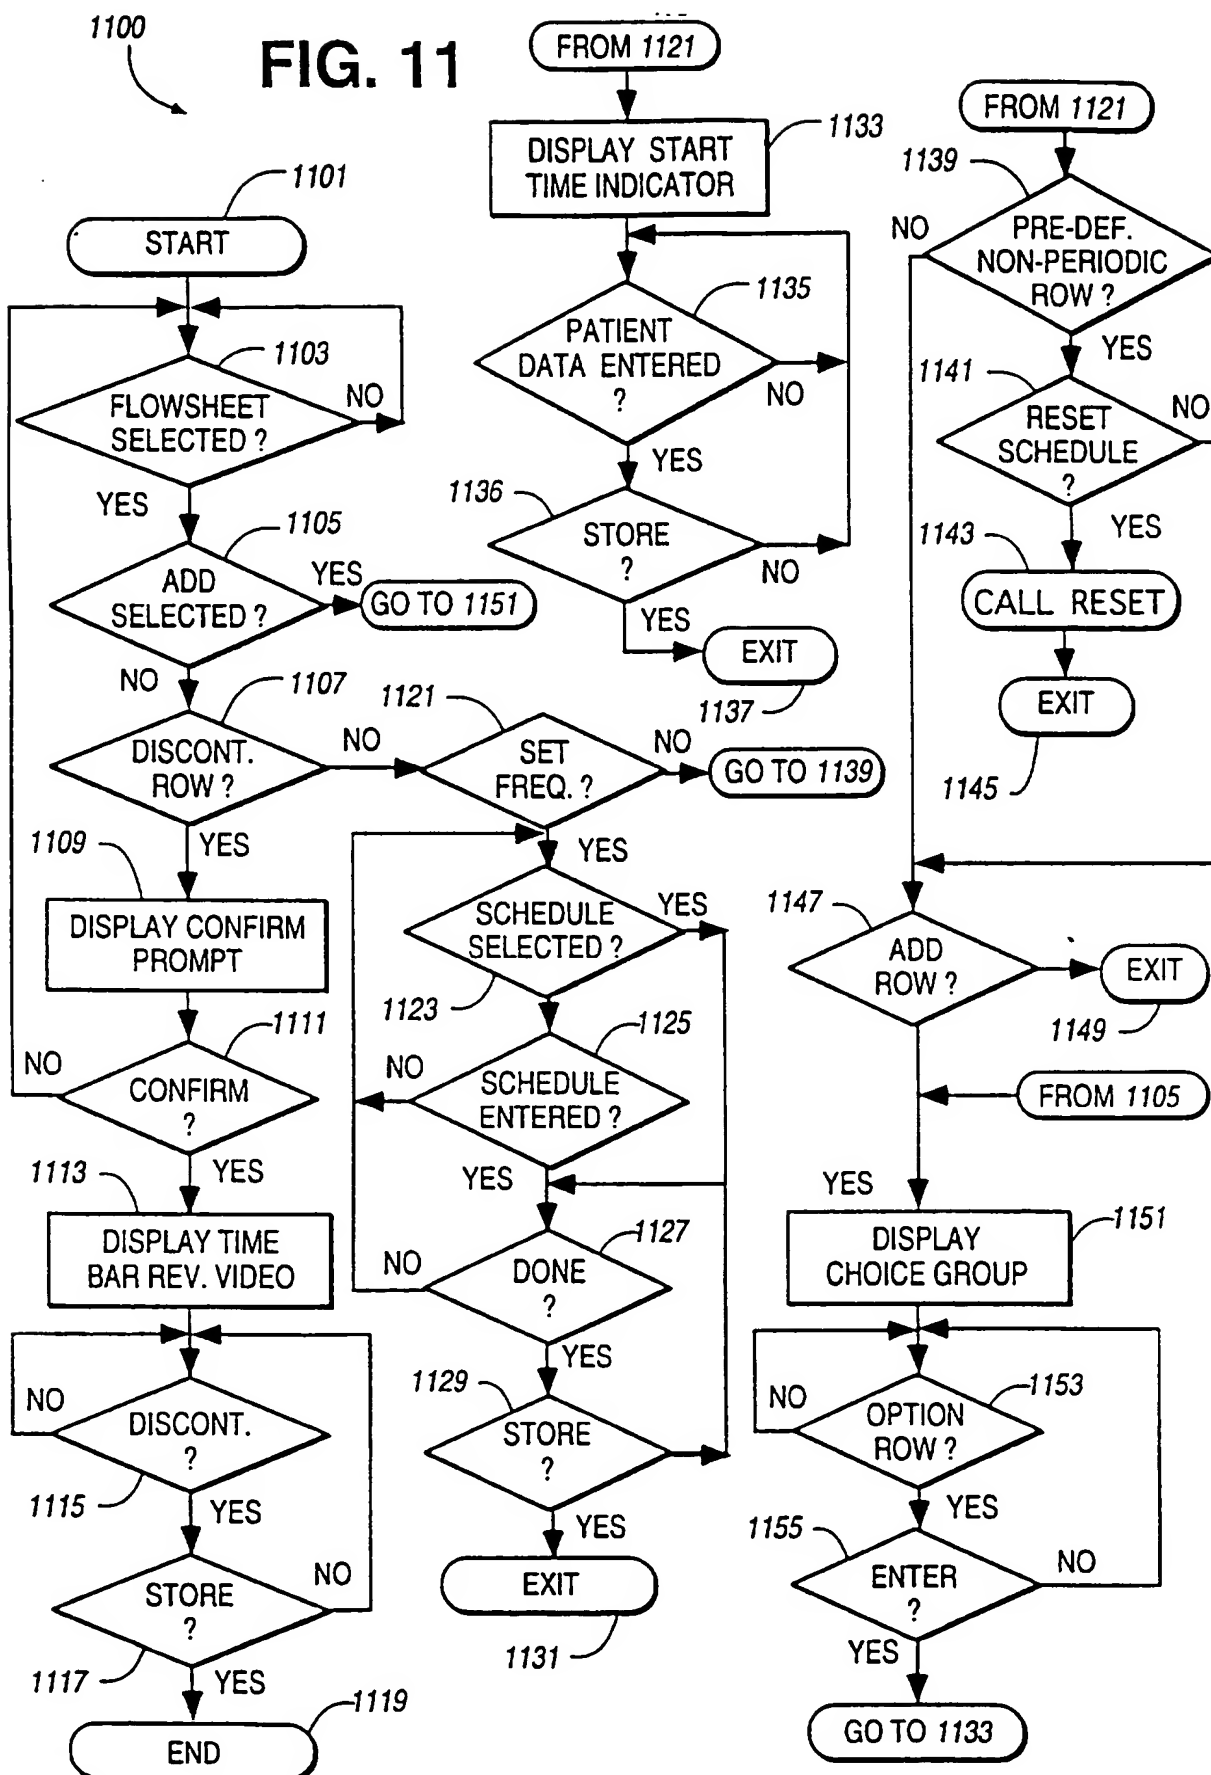 1100
FIG. 11
1101
START
1103
FLOWSHEET
SELECTED ?
NO
YES
1105
ADD
SELECTED ?
YES
GO TO 1151
NO
1107
DISCONT.
ROW ?
NO
YES
1109
DISPLAY CONFIRM
PROMPT
1111
NO
CONFIRM
?
YES
1113
DISPLAY TIME
BAR REV. VIDEO
NO
DISCONT.
?
1115
YES
STORE
?
NO
1117
YES
1119
END
FROM 1121
1133
DISPLAY START
TIME INDICATOR
1135
PATIENT
DATA ENTERED
?
NO
YES
1136
STORE
?
NO
YES
EXIT
1137
1121
SET
FREQ. ?
NO
GO TO 1139
YES
SCHEDULE
SELECTED ?
YES
1123
1125
NO
SCHEDULE
ENTERED ?
YES
1127
NO
DONE
?
YES
1129
STORE
?
YES
EXIT
1131
FROM 1121
1139
NO
PRE-DEF.
NON-PERIODIC
ROW ?
YES
1141
RESET
SCHEDULE
?
NO
YES
1143
CALL RESET
EXIT
1145
1147
ADD
ROW ?
EXIT
1149
FROM 1105
YES
1151
DISPLAY
CHOICE GROUP
1153
NO
OPTION
ROW ?
YES
1155
ENTER
?
NO
YES
GO TO 1133